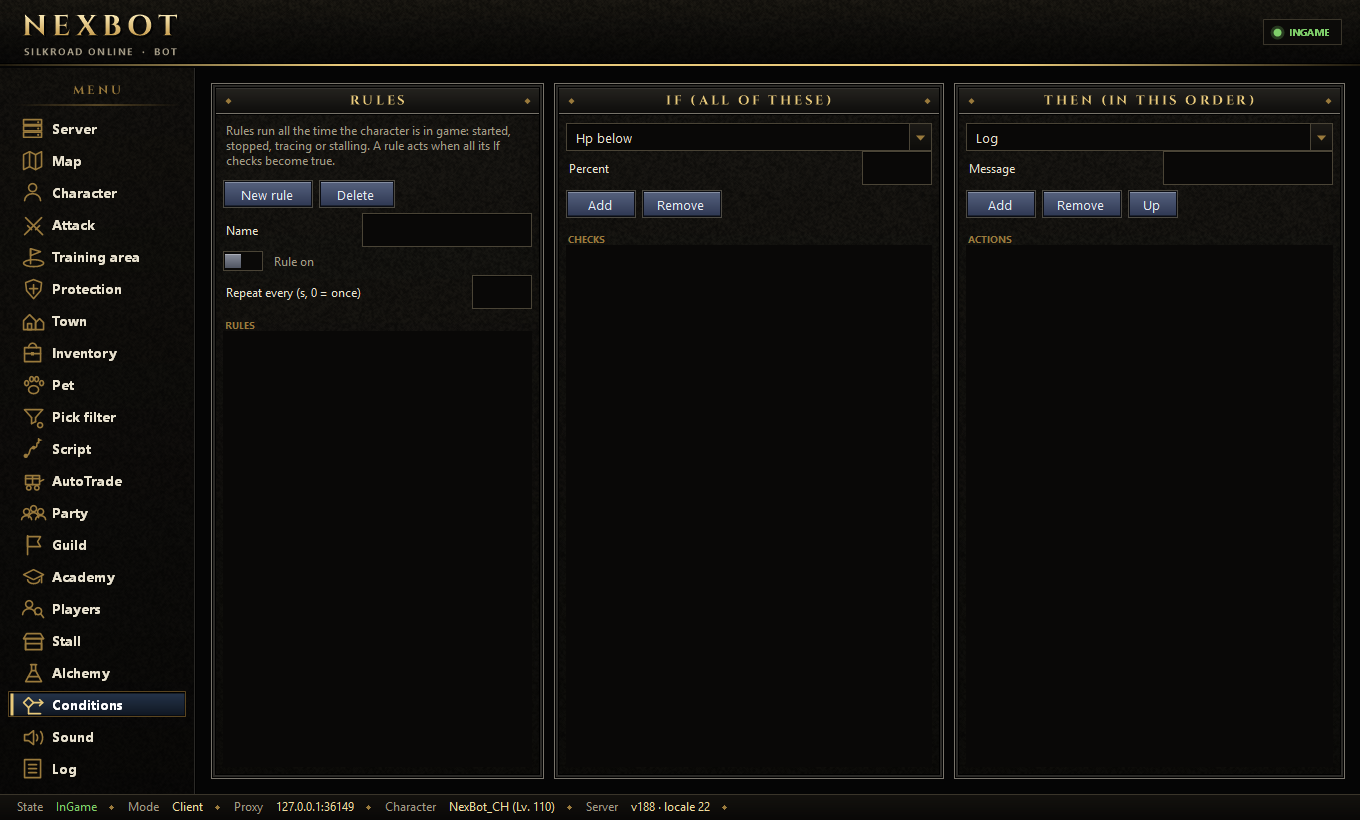 NEXBOT
SILKROAD ONLINE · BOT
INGAME
MENU
Server
Map
Character
Attack
Training area
Protection
Town
Inventory
Pet
Pick filter
Script
AutoTrade
Party
Guild
Academy
Players
Stall
Alchemy
Conditions
Sound
Log
RULES
Rules run all the time the character is in game: started,
stopped, tracing or stalling. A rule acts when all its If
checks become true.
New rule Delete
Name
Rule on
Repeat every (s, 0 = once)
RULES
IF (ALL OF THESE)
Hp below
Percent
Add Remove
CHECKS
THEN (IN THIS ORDER)
Log
Message
Add Remove Up
ACTIONS
State InGame Mode Client Proxy 127.0.0.1:36149 Character NexBot_CH (Lv. 110) Server v188 · locale 22